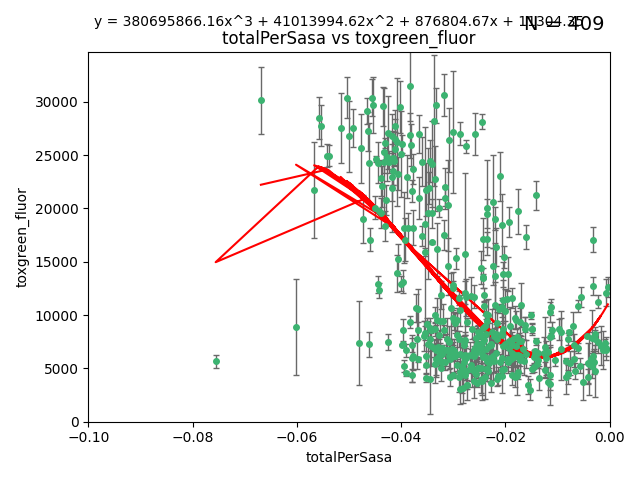 y = 380695866.16x^3 + 41013994.62x^2 + 876804.67x +
N = 409
totalPerSasa vs toxgreen_fluor
toxgreen_fluor
30000
25000
20000
15000
10000
5000
0
−0.10 −0.08 −0.06 −0.04 −0.02 0.00
totalPerSasa